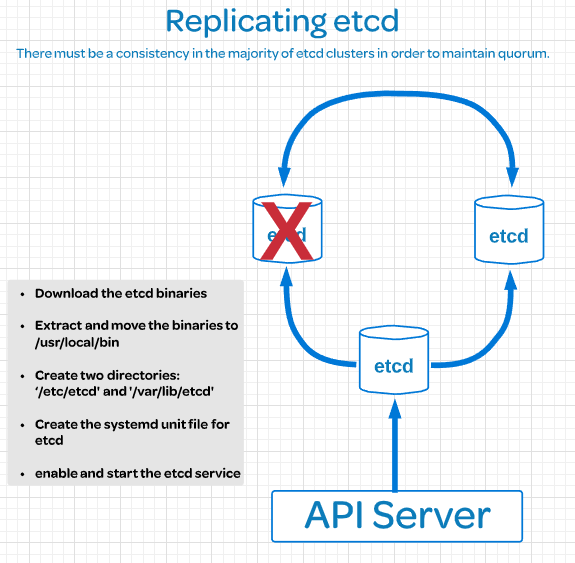 Replicating etcd
There must be a consistency in the majority of etcd clusters in order to maintain quorum.
etcd
etcd
• Download the etcd binaries
• Extract and move the binaries to
/usr/local/bin
• Create two directories:
‘/etc/etcd' and '/var/lib/etcd'
• Create the systemd unit file for
etcd
• enable and start the etcd service
etcd
API Server